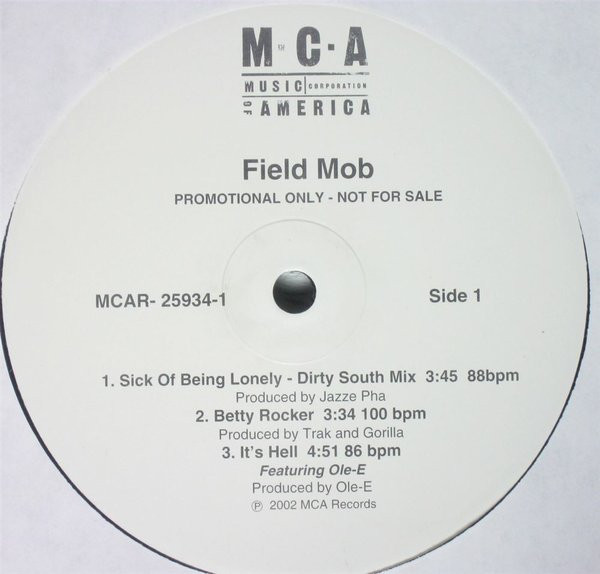 M·C·A
MUSIC CORPORATION
OF AMERICA
Field Mob
PROMOTIONAL ONLY - NOT FOR SALE
MCAR- 25934-1 Side 1
1. Sick Of Being Lonely - Dirty South Mix 3:45 88bpm
Produced by Jazze Pha
2. Betty Rocker 3:34 100 bpm
Produced by Trak and Gorilla
3. It's Hell 4:51 86 bpm
Featuring Ole-E
Produced by Ole-E
℗ 2002 MCA Records